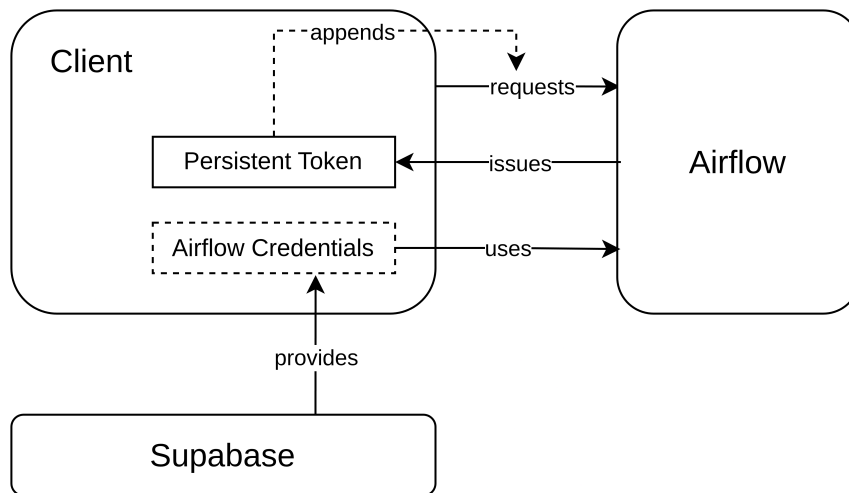 appends
Client
requests
Persistent Token
issues
Airflow
Airflow Credentials
uses
provides
Supabase